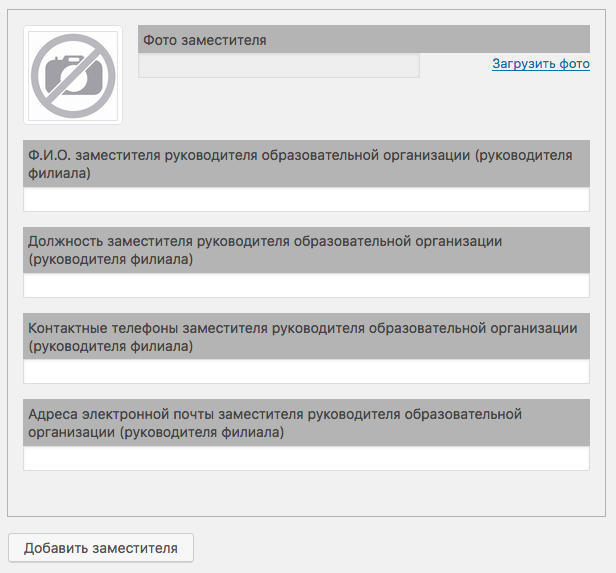 Фото заместителя
Загрузить фото
Ф.И.О. заместителя руководителя образовательной организации (руководителя
филиала)
Должность заместителя руководителя образовательной организации
(руководителя филиала)
Контактные телефоны заместителя руководителя образовательной организации
(руководителя филиала)
Адреса электронной почты заместителя руководителя образовательной
организации (руководителя филиала)
Добавить заместителя